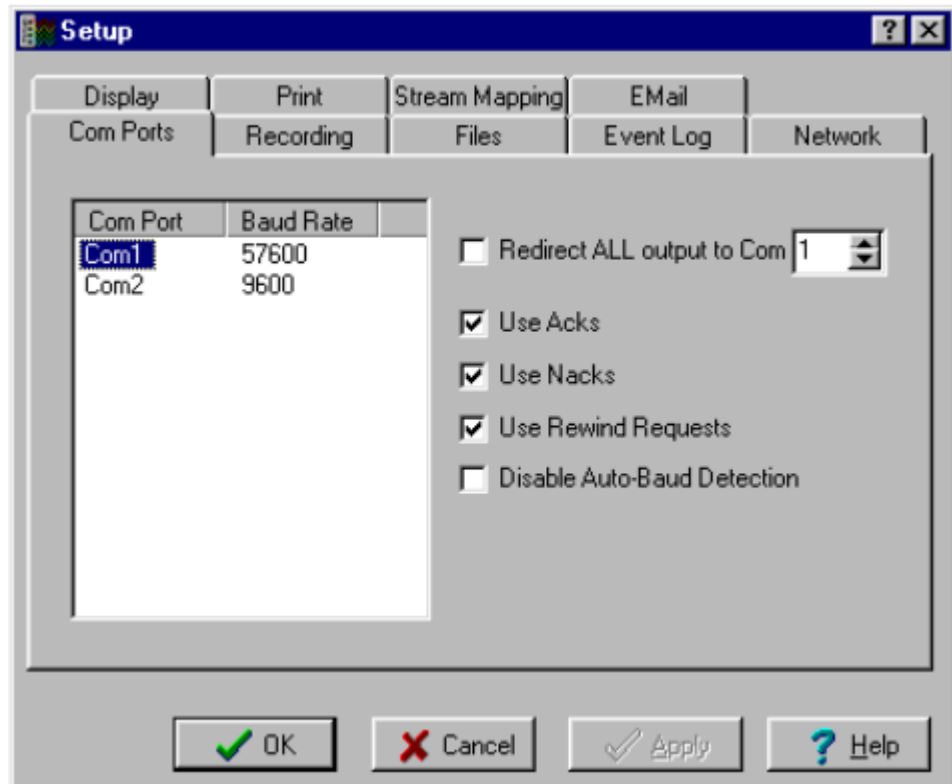 Setup
Display Print Stream Mapping EMail
Com Ports Recording Files Event Log Network
Com Port Baud Rate
Com1 57600
Com2 9600
Redirect ALL output to Com 1
Use Acks
Use Nacks
Use Rewind Requests
Disable Auto-Baud Detection
OK Cancel Apply ? Help